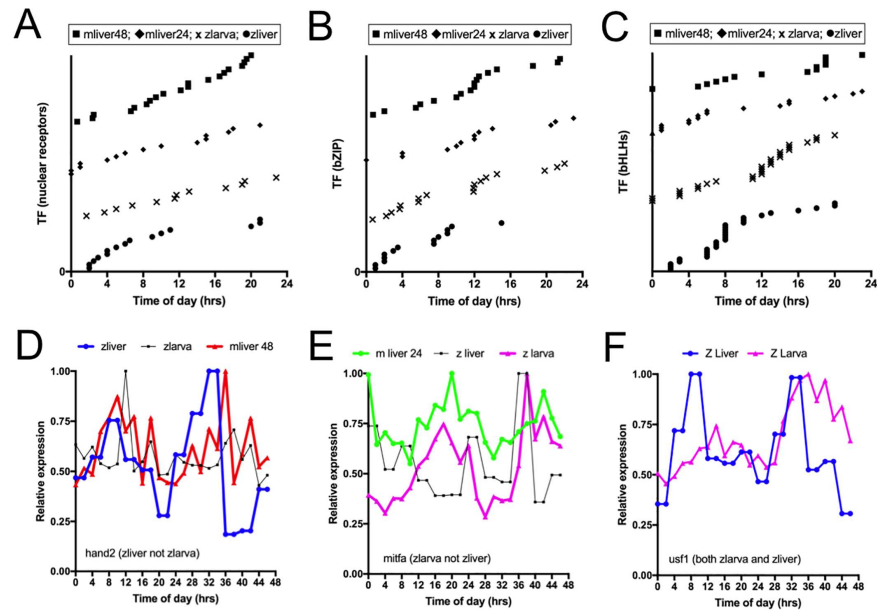 A
B
C
■ mliver48; ◆mliver24; x zlarva; ●zliver
■ mliver48 ◆mliver24 x zlarva ●zliver
■ mliver48; ◆mliver24; x zlarva; ●zliver
TF (nuclear receptors)
0
0 4 8 12 16 20 24
Time of day (hrs)
TF (bZIP)
0
0 4 8 12 16 20 24
Time of day (hrs)
TF (bHLHs)
0
0 4 8 12 16 20 24
Time of day (hrs)
D
zliver zlarva mliver 48
Relative expression
1.00
0.75
0.50
0.25
0.00
hand2 (zliver not zlarva)
0 4 8 12 16 20 24 28 32 36 40 44 48
Time of day (hrs)
E
m liver 24 z liver z larva
Relative expression
1.00
0.75
0.50
0.25
0.00
mitfa (zlarva not zliver)
0 4 8 12 16 20 24 28 32 36 40 44 48
Time of day (hrs)
F
Z Liver Z Larva
Relative expression
1.00
0.75
0.50
0.25
0.00
usf1 (both zlarva and zliver)
0 4 8 12 16 20 24 28 32 36 40 44 48
Time of day (hrs)